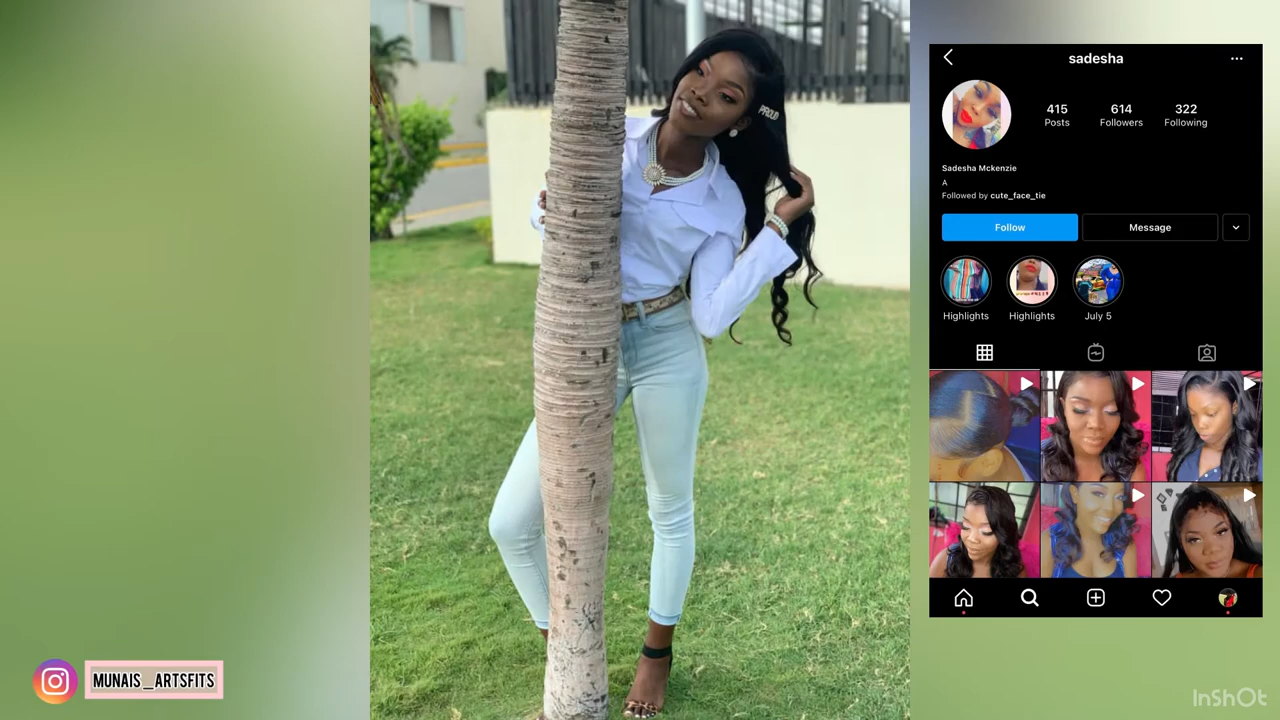 PROUD
sadesha
415 614 322
Posts Followers Following
Sadesha Mckenzie
A
Followed by cute_face_tie
Follow Message
Highlights Highlights July 5
MUNAIS_ARTSFITS
InShOt